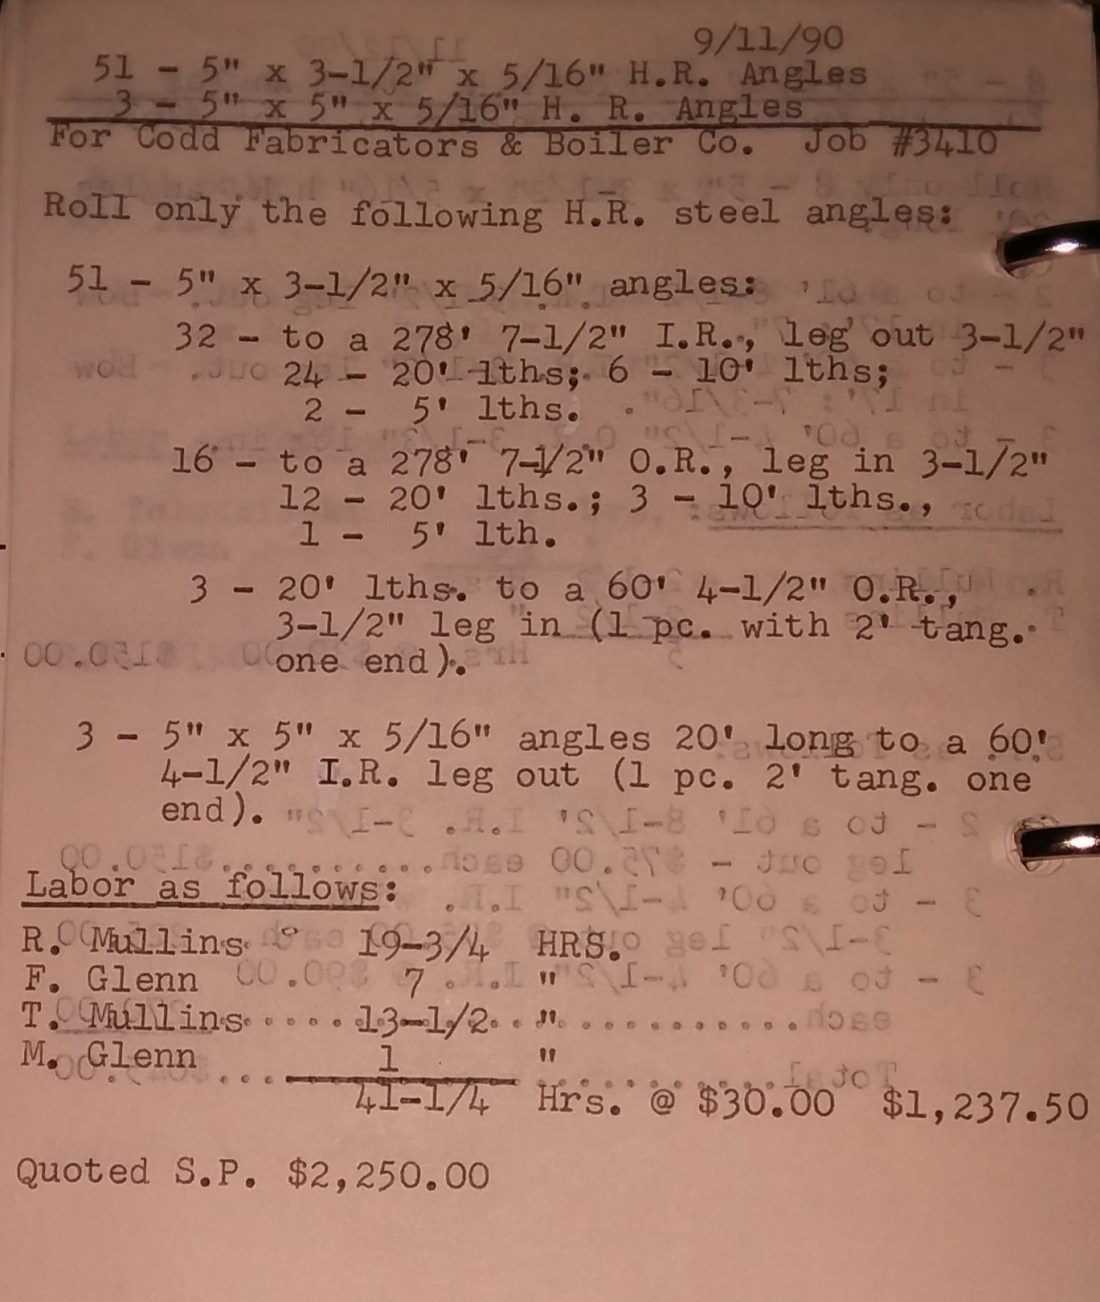 9/11/90
51 - 5" x 3-1/2" x 5/16" H.R. Angles
3 - 5" x 5" x 5/16" H. R. Angles
For Codd Fabricators & Boiler Co. Job #3410
Roll only the following H.R. steel angles:
51 - 5" x 3-1/2" x 5/16" angles:
32 - to a 278' 7-1/2" I.R., leg out 3-1/2"
24 - 20' lths; 6 - 10' lths;
2 - 5' lths.
16 - to a 278' 7-1/2" O.R., leg in 3-1/2"
12 - 20' lths.; 3 - 10' lths.,
1 - 5' lth.
3 - 20' lths. to a 60' 4-1/2" O.R.,
3-1/2" leg in (1 pc. with 2' tang.
one end).
3 - 5" x 5" x 5/16" angles 20' long to a 60'
4-1/2" I.R. leg out (1 pc. 2' tang. one
end).
Labor as follows:
R. Mullins 19-3/4 HRS.
F. Glenn 7 "
T. Mullins 13-1/2 "
M. Glenn 1 "
41-1/4 Hrs. @ $30.00 $1,237.50
Quoted S.P. $2,250.00